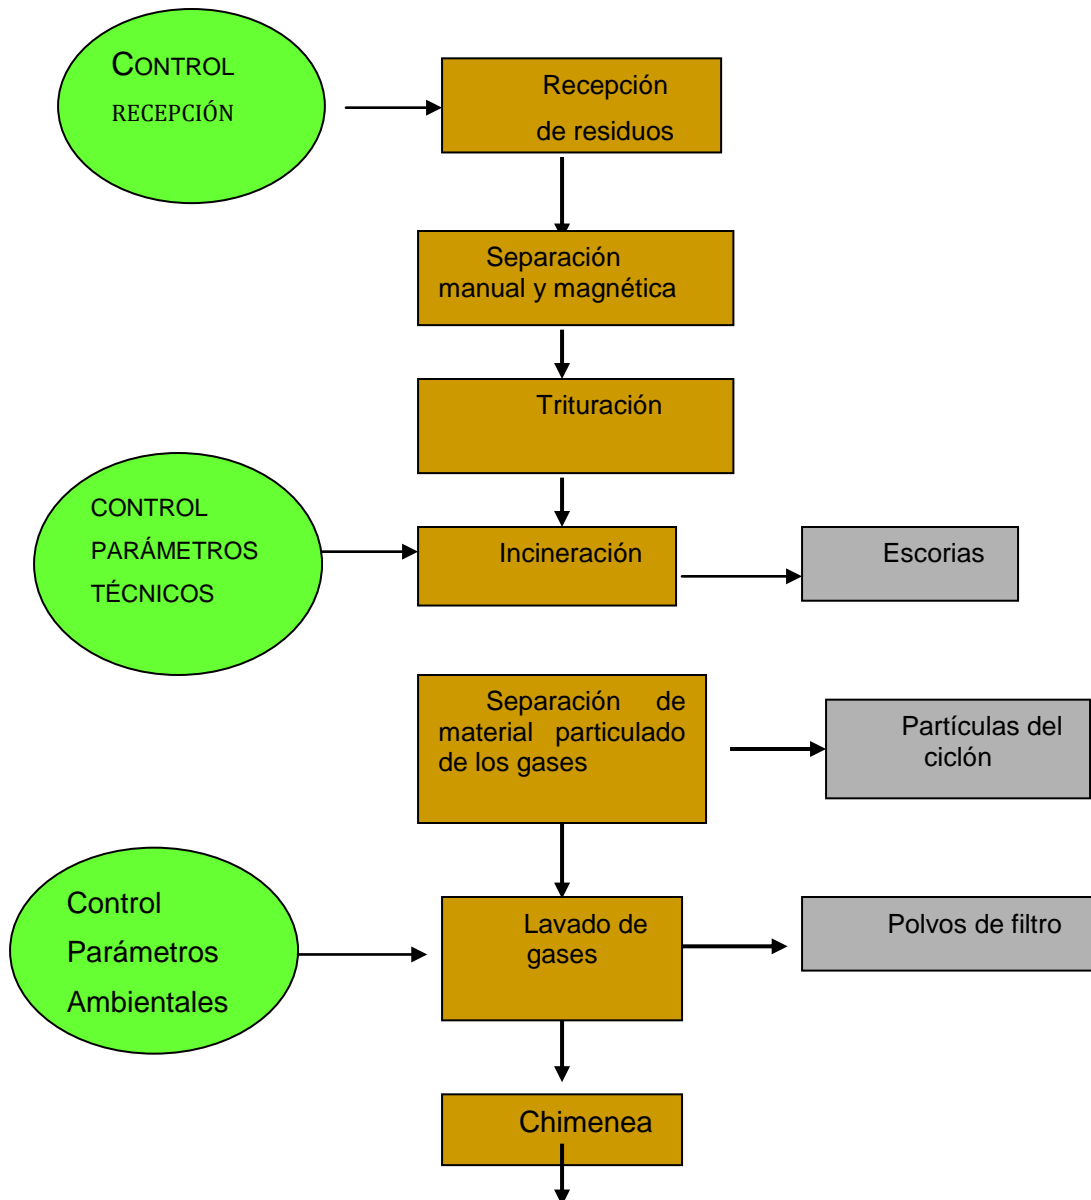 CONTROL
RECEPCIÓN
Recepción
de residuos
Separación
manual y magnética
Trituración
CONTROL
PARÁMETROS
TÉCNICOS
Incineración
Escorias
Separación de
material particulado
de los gases
Partículas del
ciclón
Control
Parámetros
Ambientales
Lavado de
gases
Polvos de filtro
Chimenea